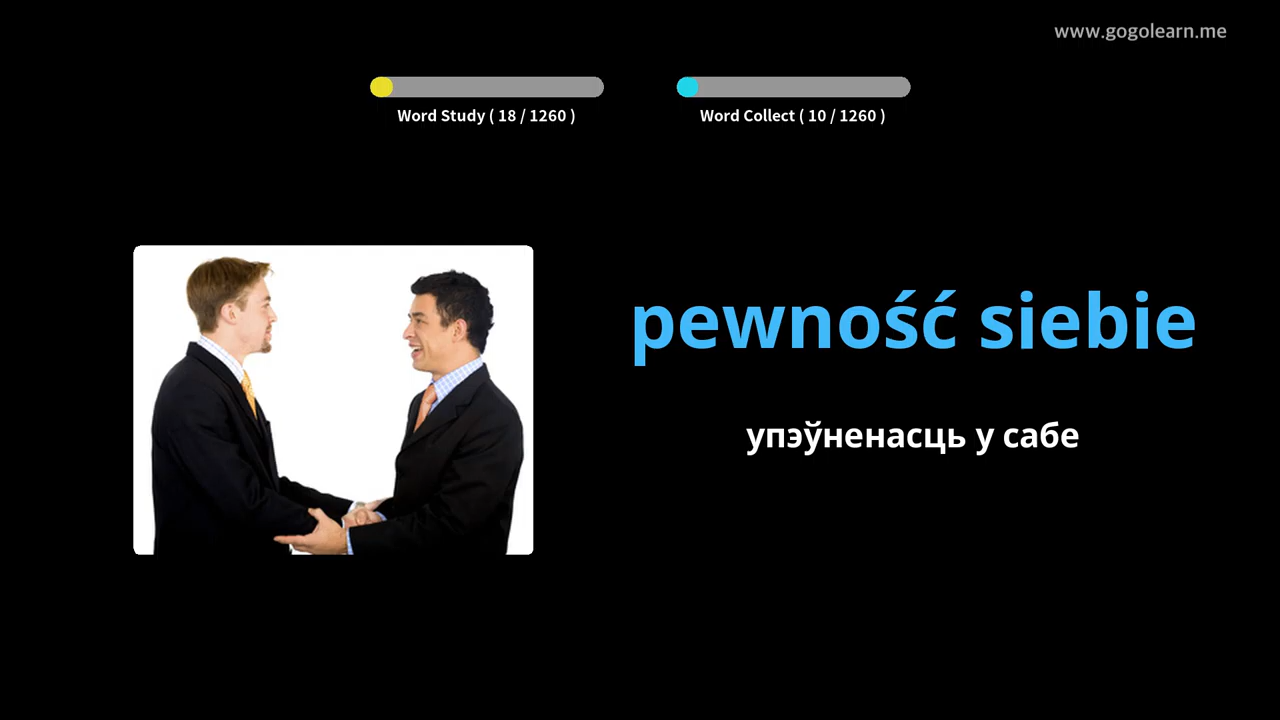 www.gogolearn.me
Word Study ( 18 / 1260 )
Word Collect ( 10 / 1260 )
pewność siebie
упэўненасць у сабе